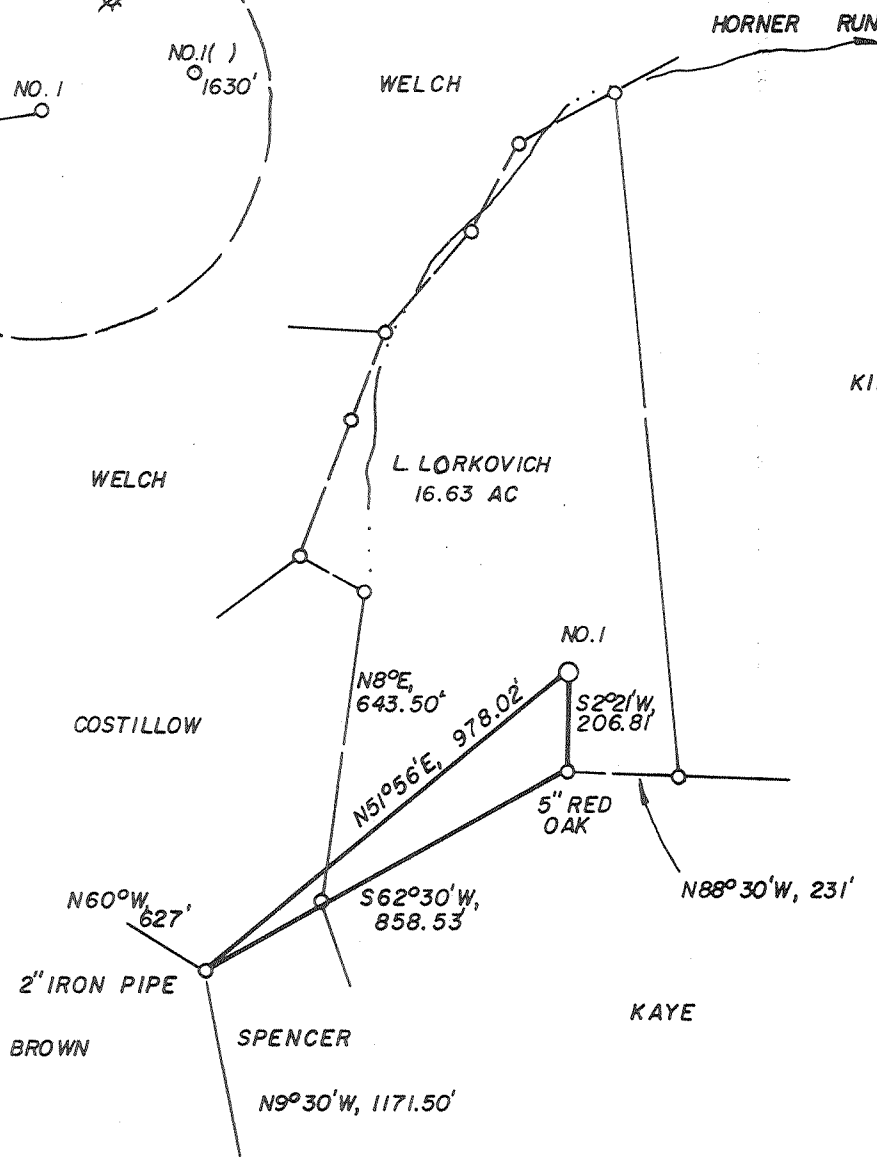 HORNER RUN
NO.1( )
1630'
NO. 1
WELCH
KI
L. LORKOVICH
16.63 AC
WELCH
NO.1
N8°E,
643.50'
S2°21'W,
206.81'
COSTILLOW
N51°56'E, 978.02'
5" RED
OAK
N88°30'W, 231'
N60°W,
627'
S62°30'W,
858.53'
2" IRON PIPE
KAYE
SPENCER
BROWN
N9°30'W, 1171.50'